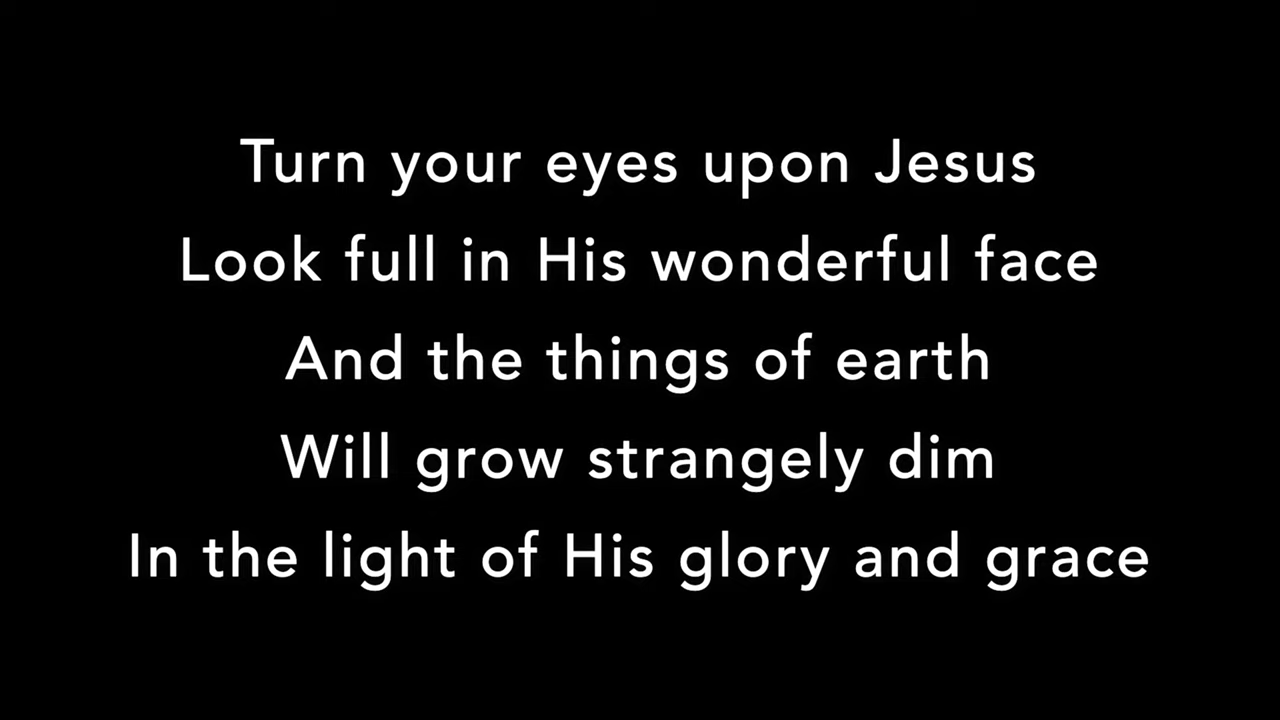 Turn your eyes upon Jesus
Look full in His wonderful face
And the things of earth
Will grow strangely dim
In the light of His glory and grace